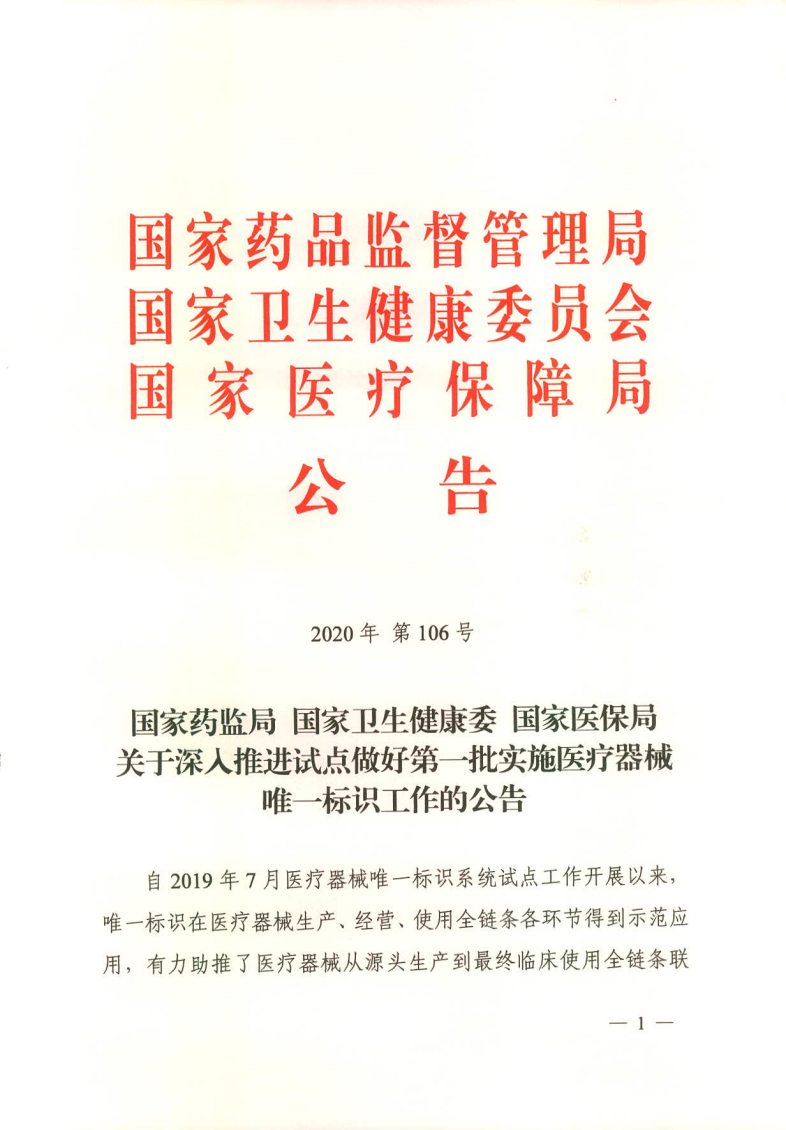 国家药品监督管理局
国家卫生健康委员会
国家医疗保障局
公告
2020年 第106号
国家药监局 国家卫生健康委 国家医保局
关于深入推进试点做好第一批实施医疗器械
唯一标识工作的公告
自2019年7月医疗器械唯一标识系统试点工作开展以来，
唯一标识在医疗器械生产、经营、使用全链条各环节得到示范应
用，有力助推了医疗器械从源头生产到最终临床使用全链条联
— 1 —